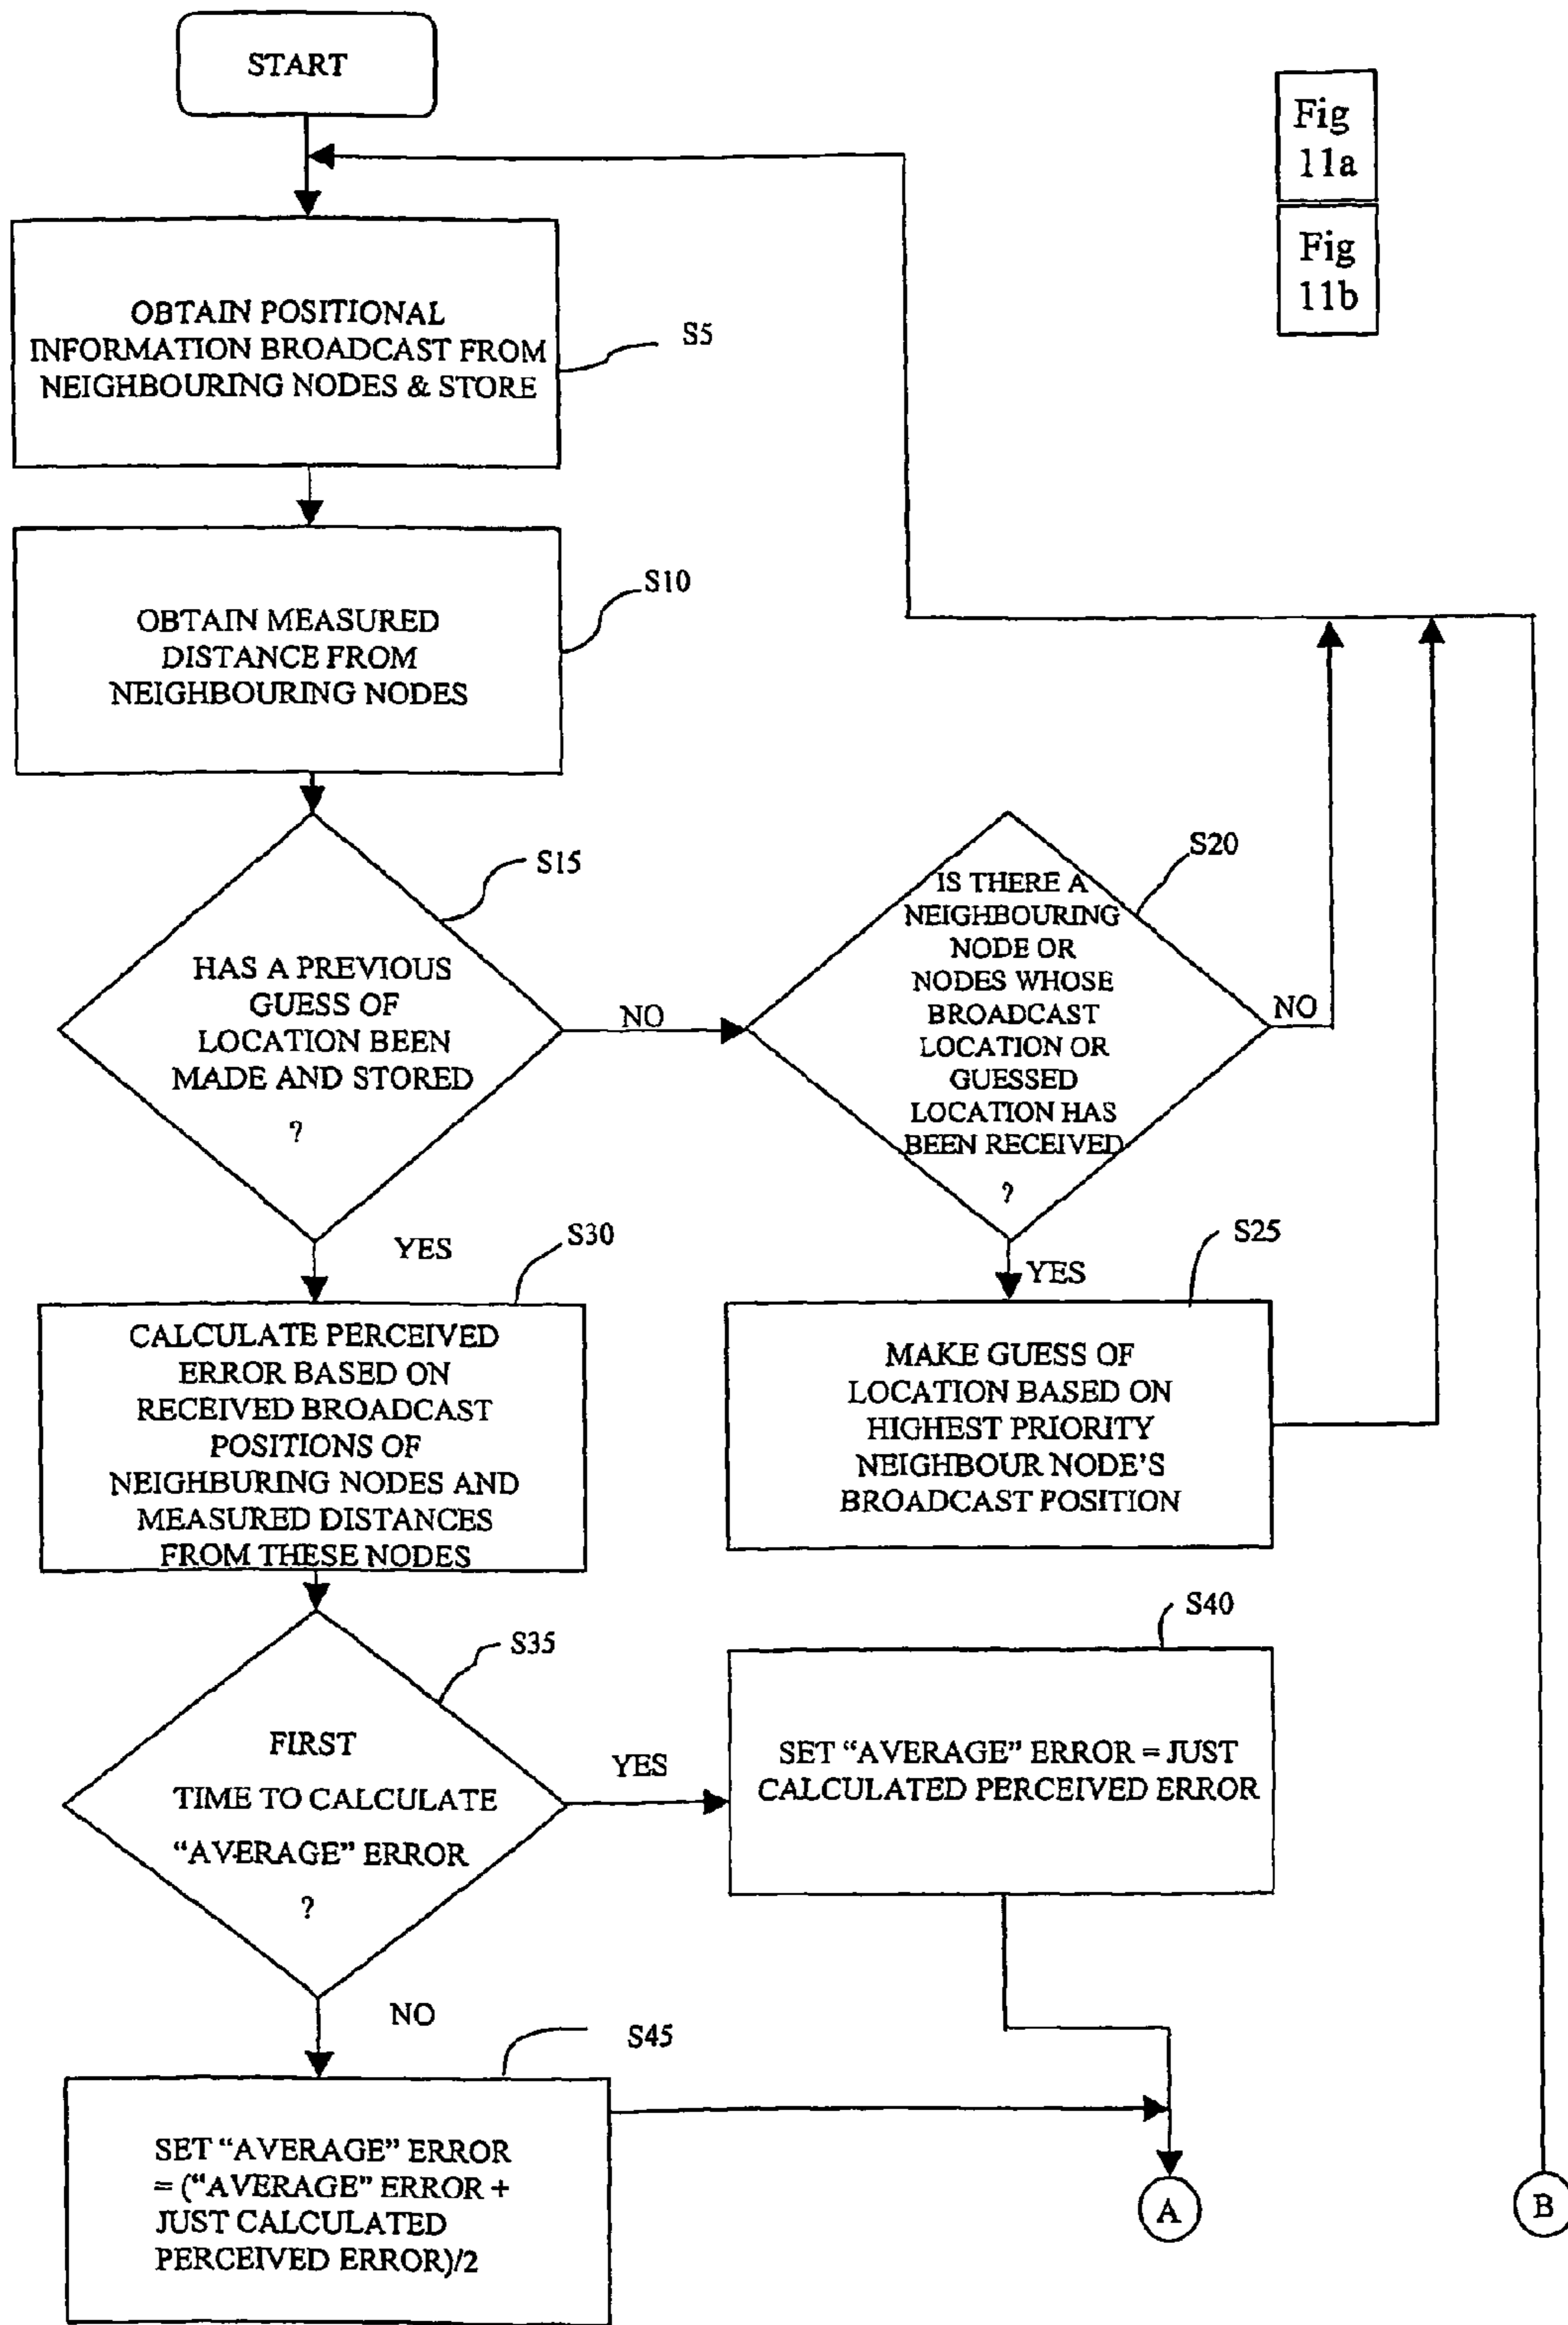 START
Fig
11a
Fig
11b
OBTAIN POSITIONAL
INFORMATION BROADCAST FROM
NEIGHBOURING NODES & STORE
S5
OBTAIN MEASURED
DISTANCE FROM
NEIGHBOURING NODES
S10
HAS A PREVIOUS
GUESS OF
LOCATION BEEN
MADE AND STORED
?
S15
NO
IS THERE A
NEIGHBOURING
NODE OR
NODES WHOSE
BROADCAST
LOCATION OR
GUESSED
LOCATION HAS
BEEN RECEIVED
?
S20
NO
YES
S30
YES
S25
CALCULATE PERCEIVED
ERROR BASED ON
RECEIVED BROADCAST
POSITIONS OF
NEIGHBURING NODES AND
MEASURED DISTANCES
FROM THESE NODES
MAKE GUESS OF
LOCATION BASED ON
HIGHEST PRIORITY
NEIGHBOUR NODE'S
BROADCAST POSITION
S35
FIRST
TIME TO CALCULATE
“AVERAGE” ERROR
?
YES
S40
SET “AVERAGE” ERROR = JUST
CALCULATED PERCEIVED ERROR
NO
S45
SET “AVERAGE” ERROR
= (“AVERAGE” ERROR +
JUST CALCULATED
PERCEIVED ERROR)/2
A
B